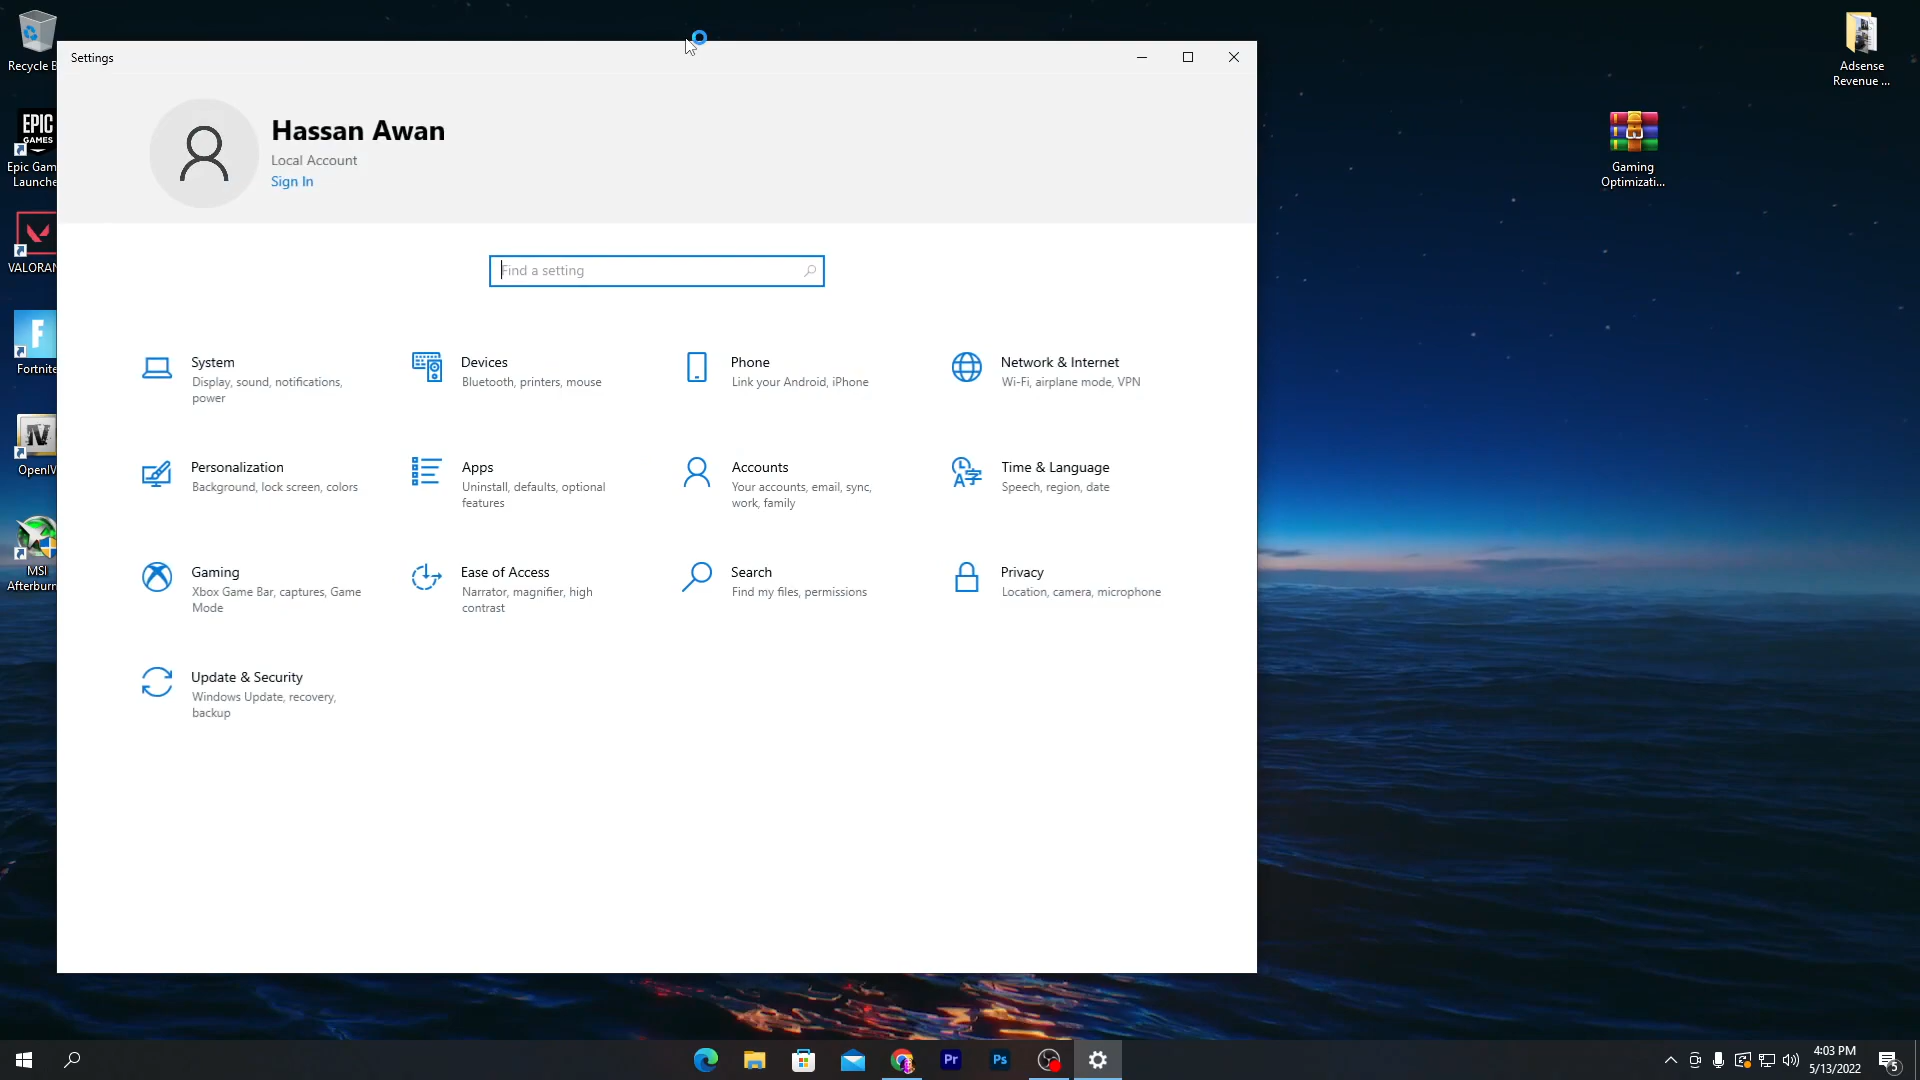 Settings
Hassan Awan
Local Account
Sign In
Find a setting
System
Display, sound, notifications,
power
Devices
Bluetooth, printers, mouse
Phone
Link your Android, iPhone
Network & Internet
Wi-Fi, airplane mode, VPN
Personalization
Background, lock screen, colors
Apps
Uninstall, defaults, optional
features
Accounts
Your accounts, email, sync,
work, family
Time & Language
Speech, region, date
Gaming
Xbox Game Bar, captures, Game
Mode
Ease of Access
Narrator, magnifier, high
contrast
Search
Find my files, permissions
Privacy
Location, camera, microphone
Update & Security
Windows Update, recovery,
backup
Recycle B
EPIC
GAMES
Epic Gam
Launche
VALORAN
F
Fortnite
IV
OpenIV
MSI
Afterburn
Adsense
Revenue ...
Gaming
Optimizati...
Pr
Ps
4:03 PM
5/13/2022
5